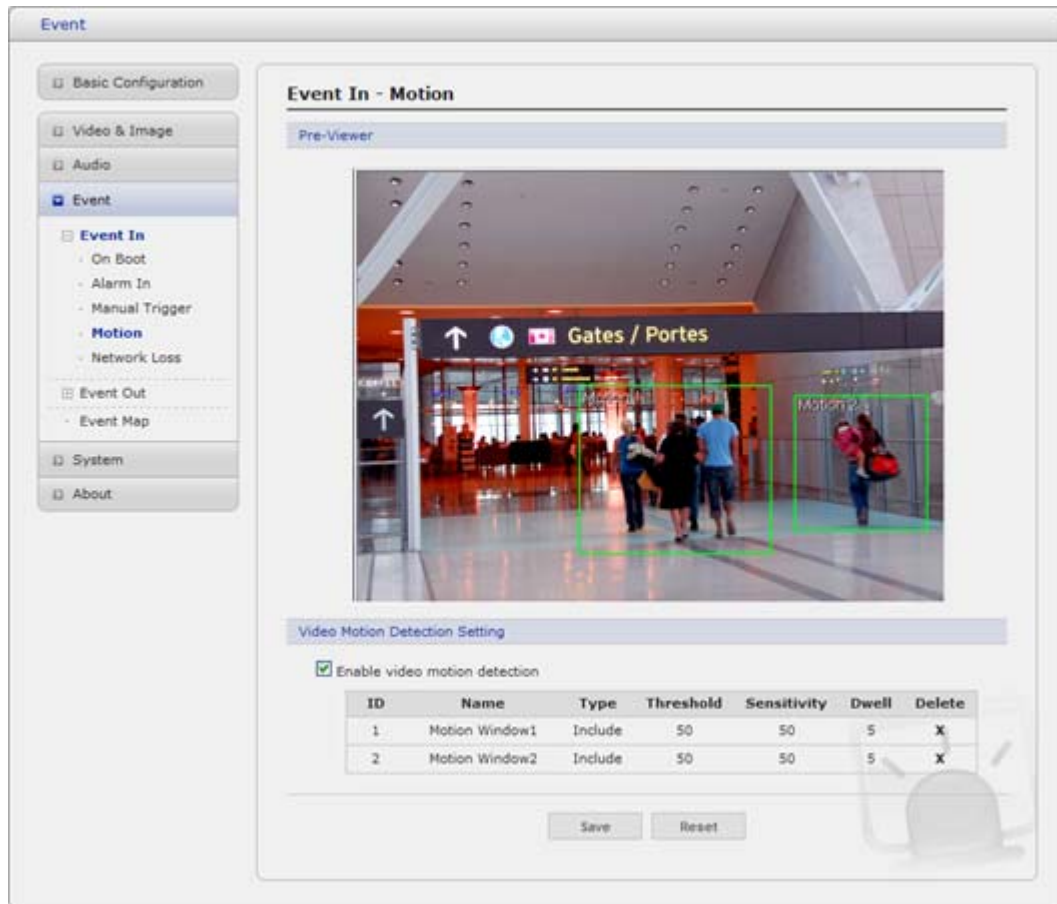 Event
Basic Configuration
Video & Image
Audio
Event
Event In
On Boot
Alarm In
Manual Trigger
Motion
Network Loss
Event Out
Event Map
System
About
Event In - Motion
Pre-Viewer
Gates / Portes
Motion 2
Video Motion Detection Setting
Enable video motion detection
ID Name Type Threshold Sensitivity Dwell Delete
1 Motion Window1 Include 50 50 5 X
2 Motion Window2 Include 50 50 5 X
Save Reset